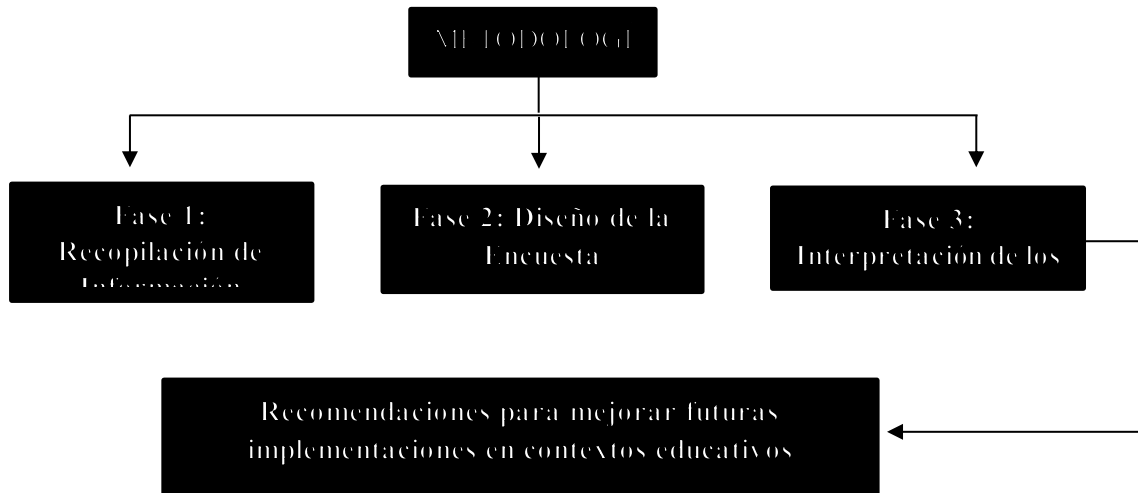 METODOLOGI
Fase 1:
Recopilación de
Información
Fase 2: Diseño de la
Encuesta
Fase 3:
Interpretación de los
Recomendaciones para mejorar futuras
implementaciones en contextos educativos